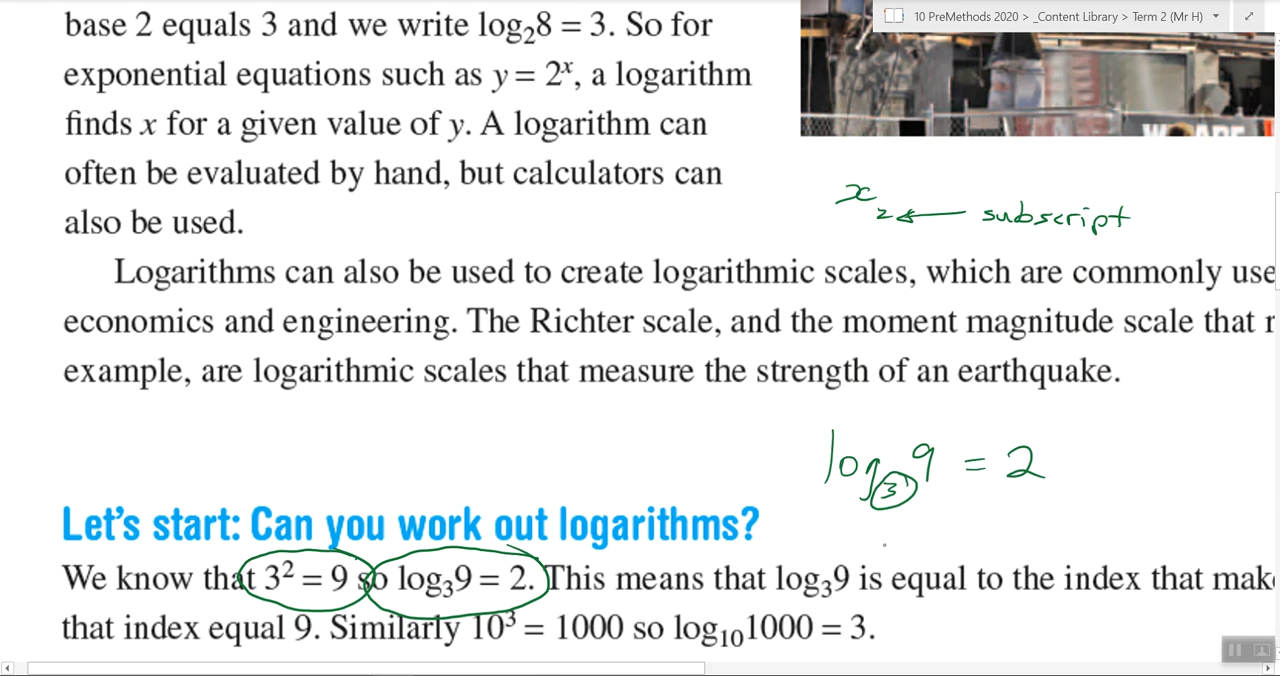 10 PreMethods 2020 > _Content Library > Term 2 (Mr H)
base 2 equals 3 and we write log₂8 = 3. So for
exponential equations such as y = 2ˣ, a logarithm
finds x for a given value of y. A logarithm can
often be evaluated by hand, but calculators can
also be used.
x₂ ← subscript
Logarithms can also be used to create logarithmic scales, which are commonly use
economics and engineering. The Richter scale, and the moment magnitude scale that r
example, are logarithmic scales that measure the strength of an earthquake.
log₃9 = 2
Let's start: Can you work out logarithms?
We know that 3² = 9 so log₃9 = 2. This means that log₃9 is equal to the index that mak
that index equal 9. Similarly 10³ = 1000 so log₁₀1000 = 3.